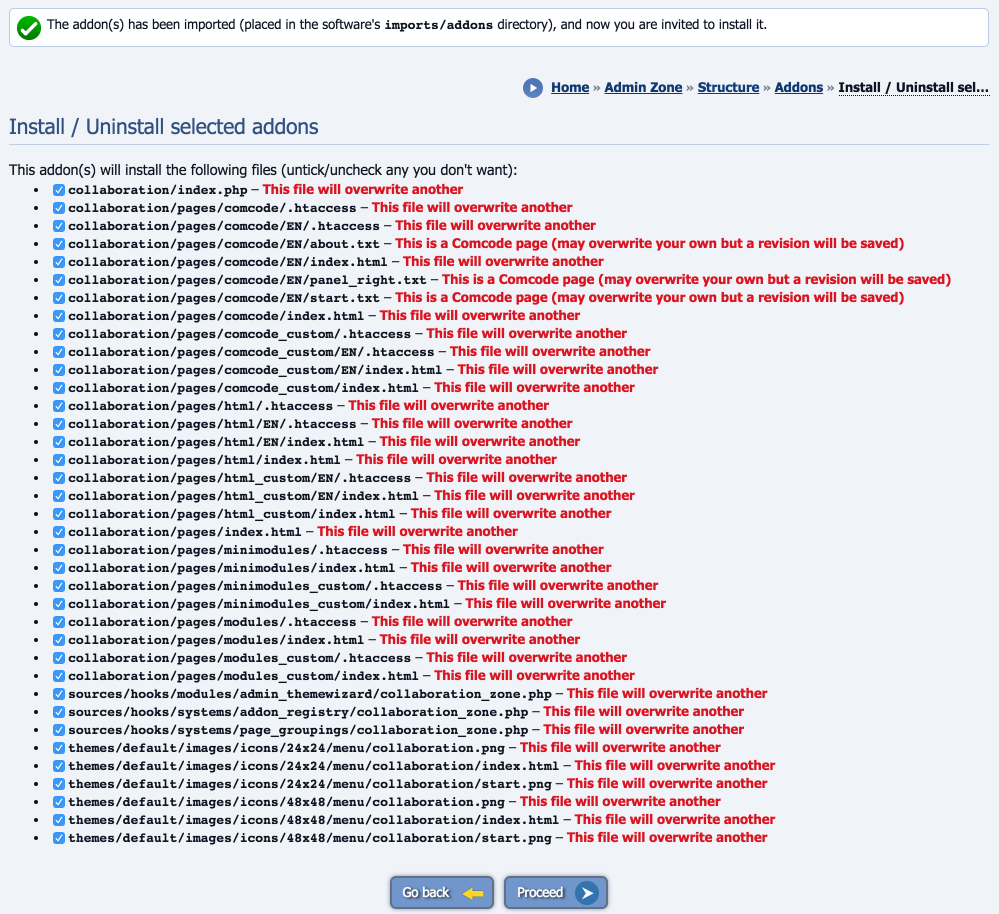 The addon(s) has been imported (placed in the software's imports/addons directory), and now you are invited to install it.
Home » Admin Zone » Structure » Addons » Install / Uninstall sel...
Install / Uninstall selected addons
This addon(s) will install the following files (untick/uncheck any you don't want):
collaboration/index.php – This file will overwrite another
collaboration/pages/comcode/.htaccess – This file will overwrite another
collaboration/pages/comcode/EN/.htaccess – This file will overwrite another
collaboration/pages/comcode/EN/about.txt – This is a Comcode page (may overwrite your own but a revision will be saved)
collaboration/pages/comcode/EN/index.html – This file will overwrite another
collaboration/pages/comcode/EN/panel_right.txt – This is a Comcode page (may overwrite your own but a revision will be saved)
collaboration/pages/comcode/EN/start.txt – This is a Comcode page (may overwrite your own but a revision will be saved)
collaboration/pages/comcode/index.html – This file will overwrite another
collaboration/pages/comcode_custom/.htaccess – This file will overwrite another
collaboration/pages/comcode_custom/EN/.htaccess – This file will overwrite another
collaboration/pages/comcode_custom/EN/index.html – This file will overwrite another
collaboration/pages/comcode_custom/index.html – This file will overwrite another
collaboration/pages/html/.htaccess – This file will overwrite another
collaboration/pages/html/EN/.htaccess – This file will overwrite another
collaboration/pages/html/EN/index.html – This file will overwrite another
collaboration/pages/html/index.html – This file will overwrite another
collaboration/pages/html_custom/EN/.htaccess – This file will overwrite another
collaboration/pages/html_custom/EN/index.html – This file will overwrite another
collaboration/pages/html_custom/index.html – This file will overwrite another
collaboration/pages/index.html – This file will overwrite another
collaboration/pages/minimodules/.htaccess – This file will overwrite another
collaboration/pages/minimodules/index.html – This file will overwrite another
collaboration/pages/minimodules_custom/.htaccess – This file will overwrite another
collaboration/pages/minimodules_custom/index.html – This file will overwrite another
collaboration/pages/modules/.htaccess – This file will overwrite another
collaboration/pages/modules/index.html – This file will overwrite another
collaboration/pages/modules_custom/.htaccess – This file will overwrite another
collaboration/pages/modules_custom/index.html – This file will overwrite another
sources/hooks/modules/admin_themewizard/collaboration_zone.php – This file will overwrite another
sources/hooks/systems/addon_registry/collaboration_zone.php – This file will overwrite another
sources/hooks/systems/page_groupings/collaboration_zone.php – This file will overwrite another
themes/default/images/icons/24x24/menu/collaboration.png – This file will overwrite another
themes/default/images/icons/24x24/menu/collaboration/index.html – This file will overwrite another
themes/default/images/icons/24x24/menu/collaboration/start.png – This file will overwrite another
themes/default/images/icons/48x48/menu/collaboration.png – This file will overwrite another
themes/default/images/icons/48x48/menu/collaboration/index.html – This file will overwrite another
themes/default/images/icons/48x48/menu/collaboration/start.png – This file will overwrite another
Go back Proceed